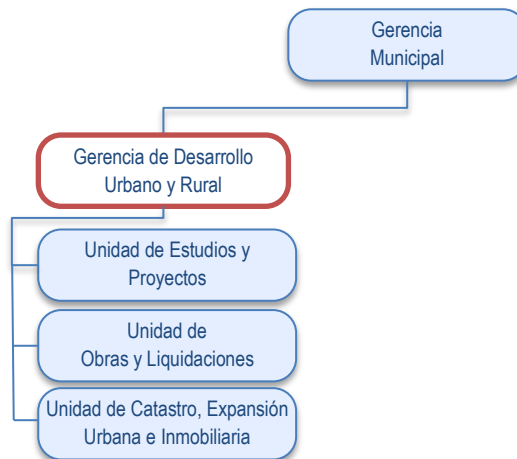 Gerencia
Municipal
Gerencia de Desarrollo
Urbano y Rural
Unidad de Estudios y
Proyectos
Unidad de
Obras y Liquidaciones
Unidad de Catastro, Expansión
Urbana e Inmobiliaria